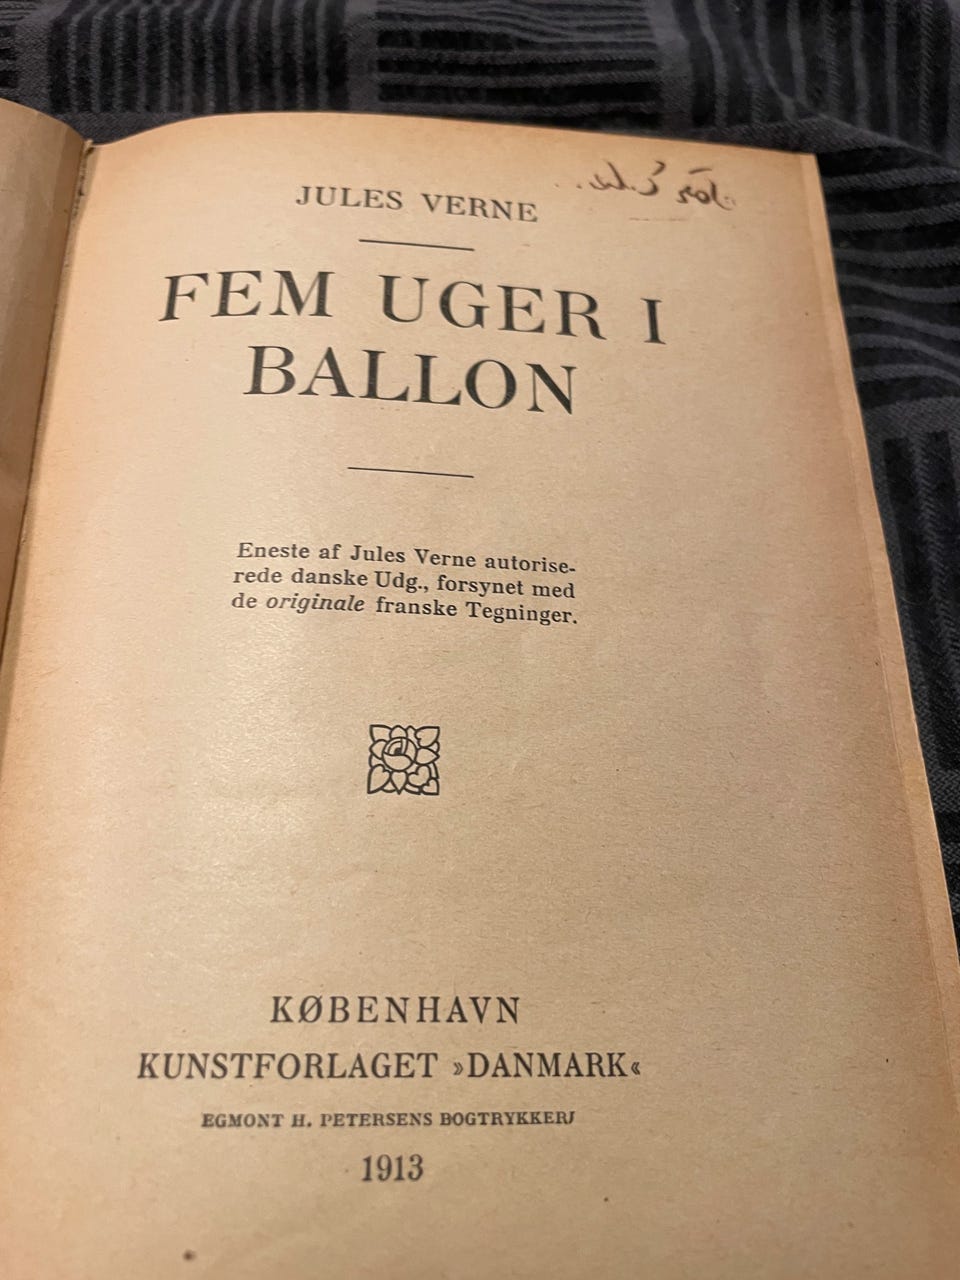 JULES VERNE
FEM UGER I
BALLON
Eneste af Jules Verne autorise-
rede danske Udg., forsynet med
de originale franske Tegninger.
KØBENHAVN
KUNSTFORLAGET »DANMARK«
EGMONT H. PETERSENS BOGTRYKKERI
1913